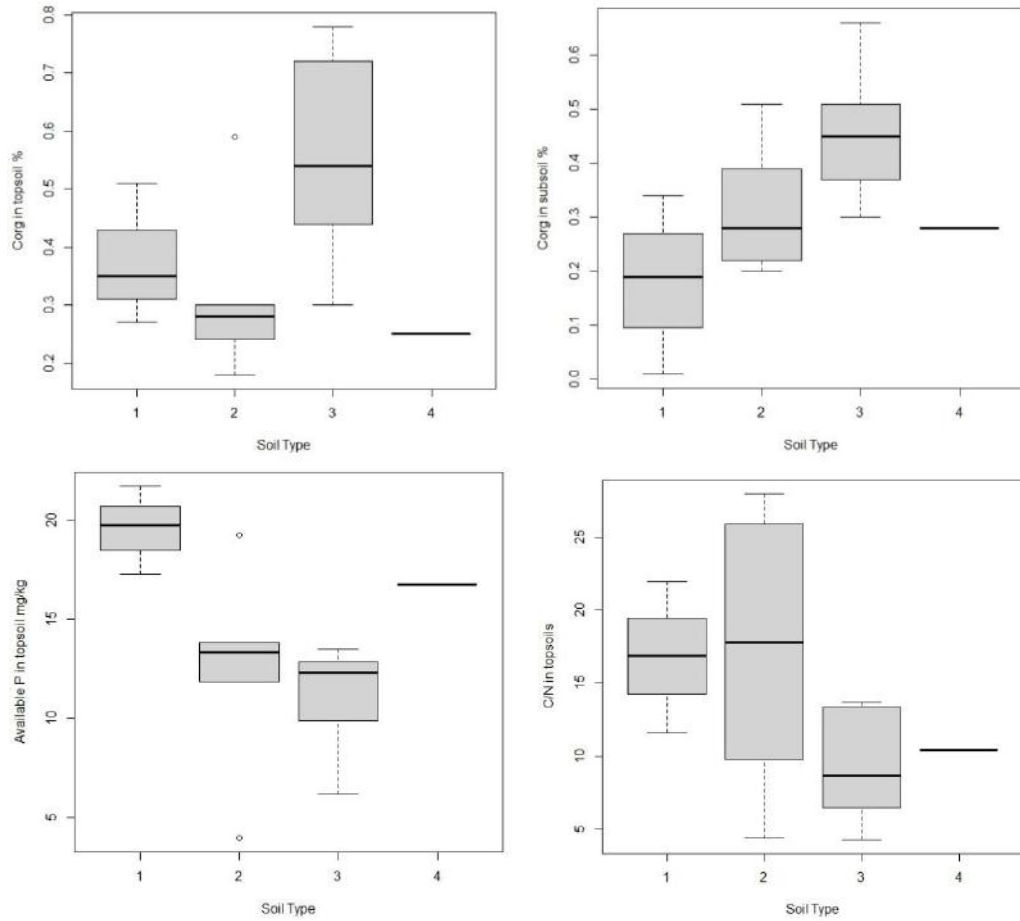 Corg in topsoil %
0.8
0.7
0.6
0.5
0.4
0.3
0.2
1 2 3 4
Soil Type
Corg in subsoil %
0.6
0.5
0.4
0.3
0.2
0.1
0.0
1 2 3 4
Soil Type
Available P in topsoil mg/kg
20
15
10
5
1 2 3 4
Soil Type
C/N in topsoils
25
20
15
10
5
1 2 3 4
Soil Type